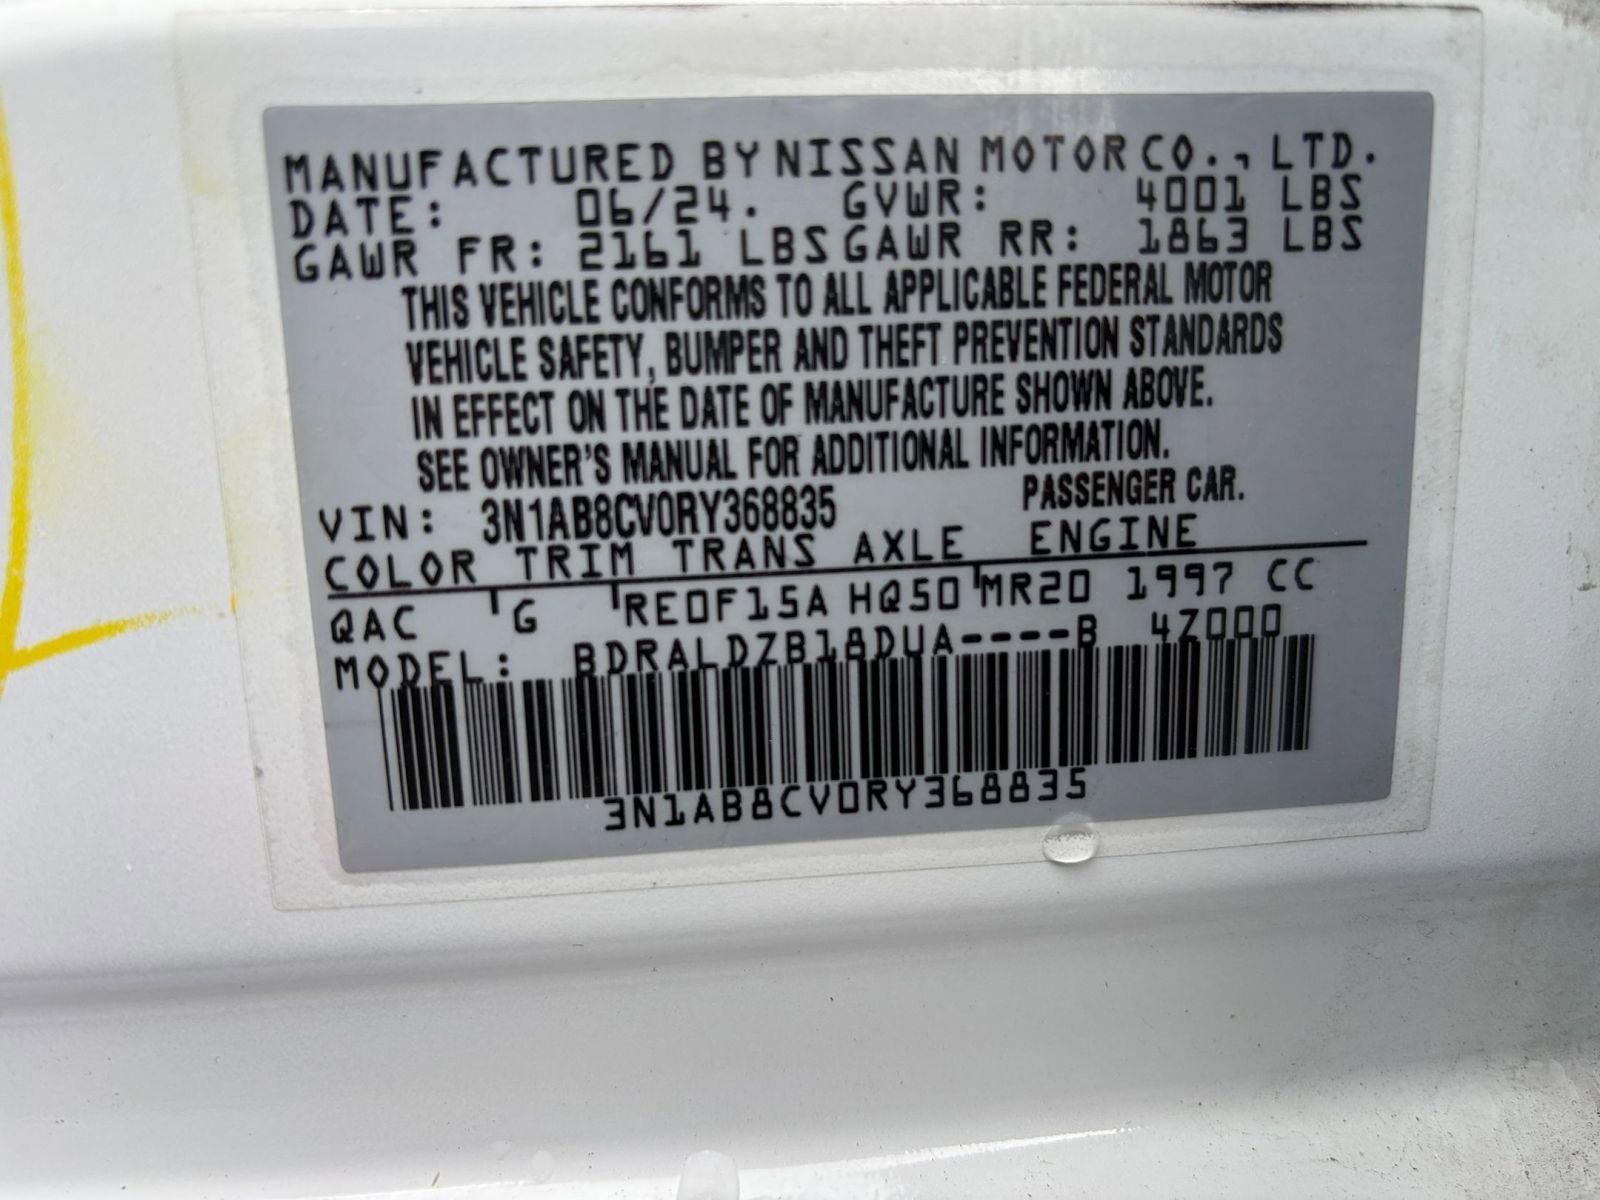 MANUFACTURED BY NISSAN MOTOR CO., LTD.
DATE: 06/24. GVWR: 4001 LBS
GAWR FR: 2161 LBS GAWR RR: 1863 LBS
THIS VEHICLE CONFORMS TO ALL APPLICABLE FEDERAL MOTOR
VEHICLE SAFETY, BUMPER AND THEFT PREVENTION STANDARDS
IN EFFECT ON THE DATE OF MANUFACTURE SHOWN ABOVE.
SEE OWNER'S MANUAL FOR ADDITIONAL INFORMATION.
VIN: 3N1AB8CV0RY368835 PASSENGER CAR.
COLOR TRIM TRANS AXLE ENGINE
QAC G RE0F15A HQ50 MR20 1997 CC
MODEL: BDRALDZB18DUA----B 4Z000
3N1AB8CV0RY368835